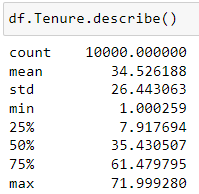 df.Tenure.describe()
count 10000.000000
mean 34.526188
std 26.443063
min 1.000259
25% 7.917694
50% 35.430507
75% 61.479795
max 71.999280